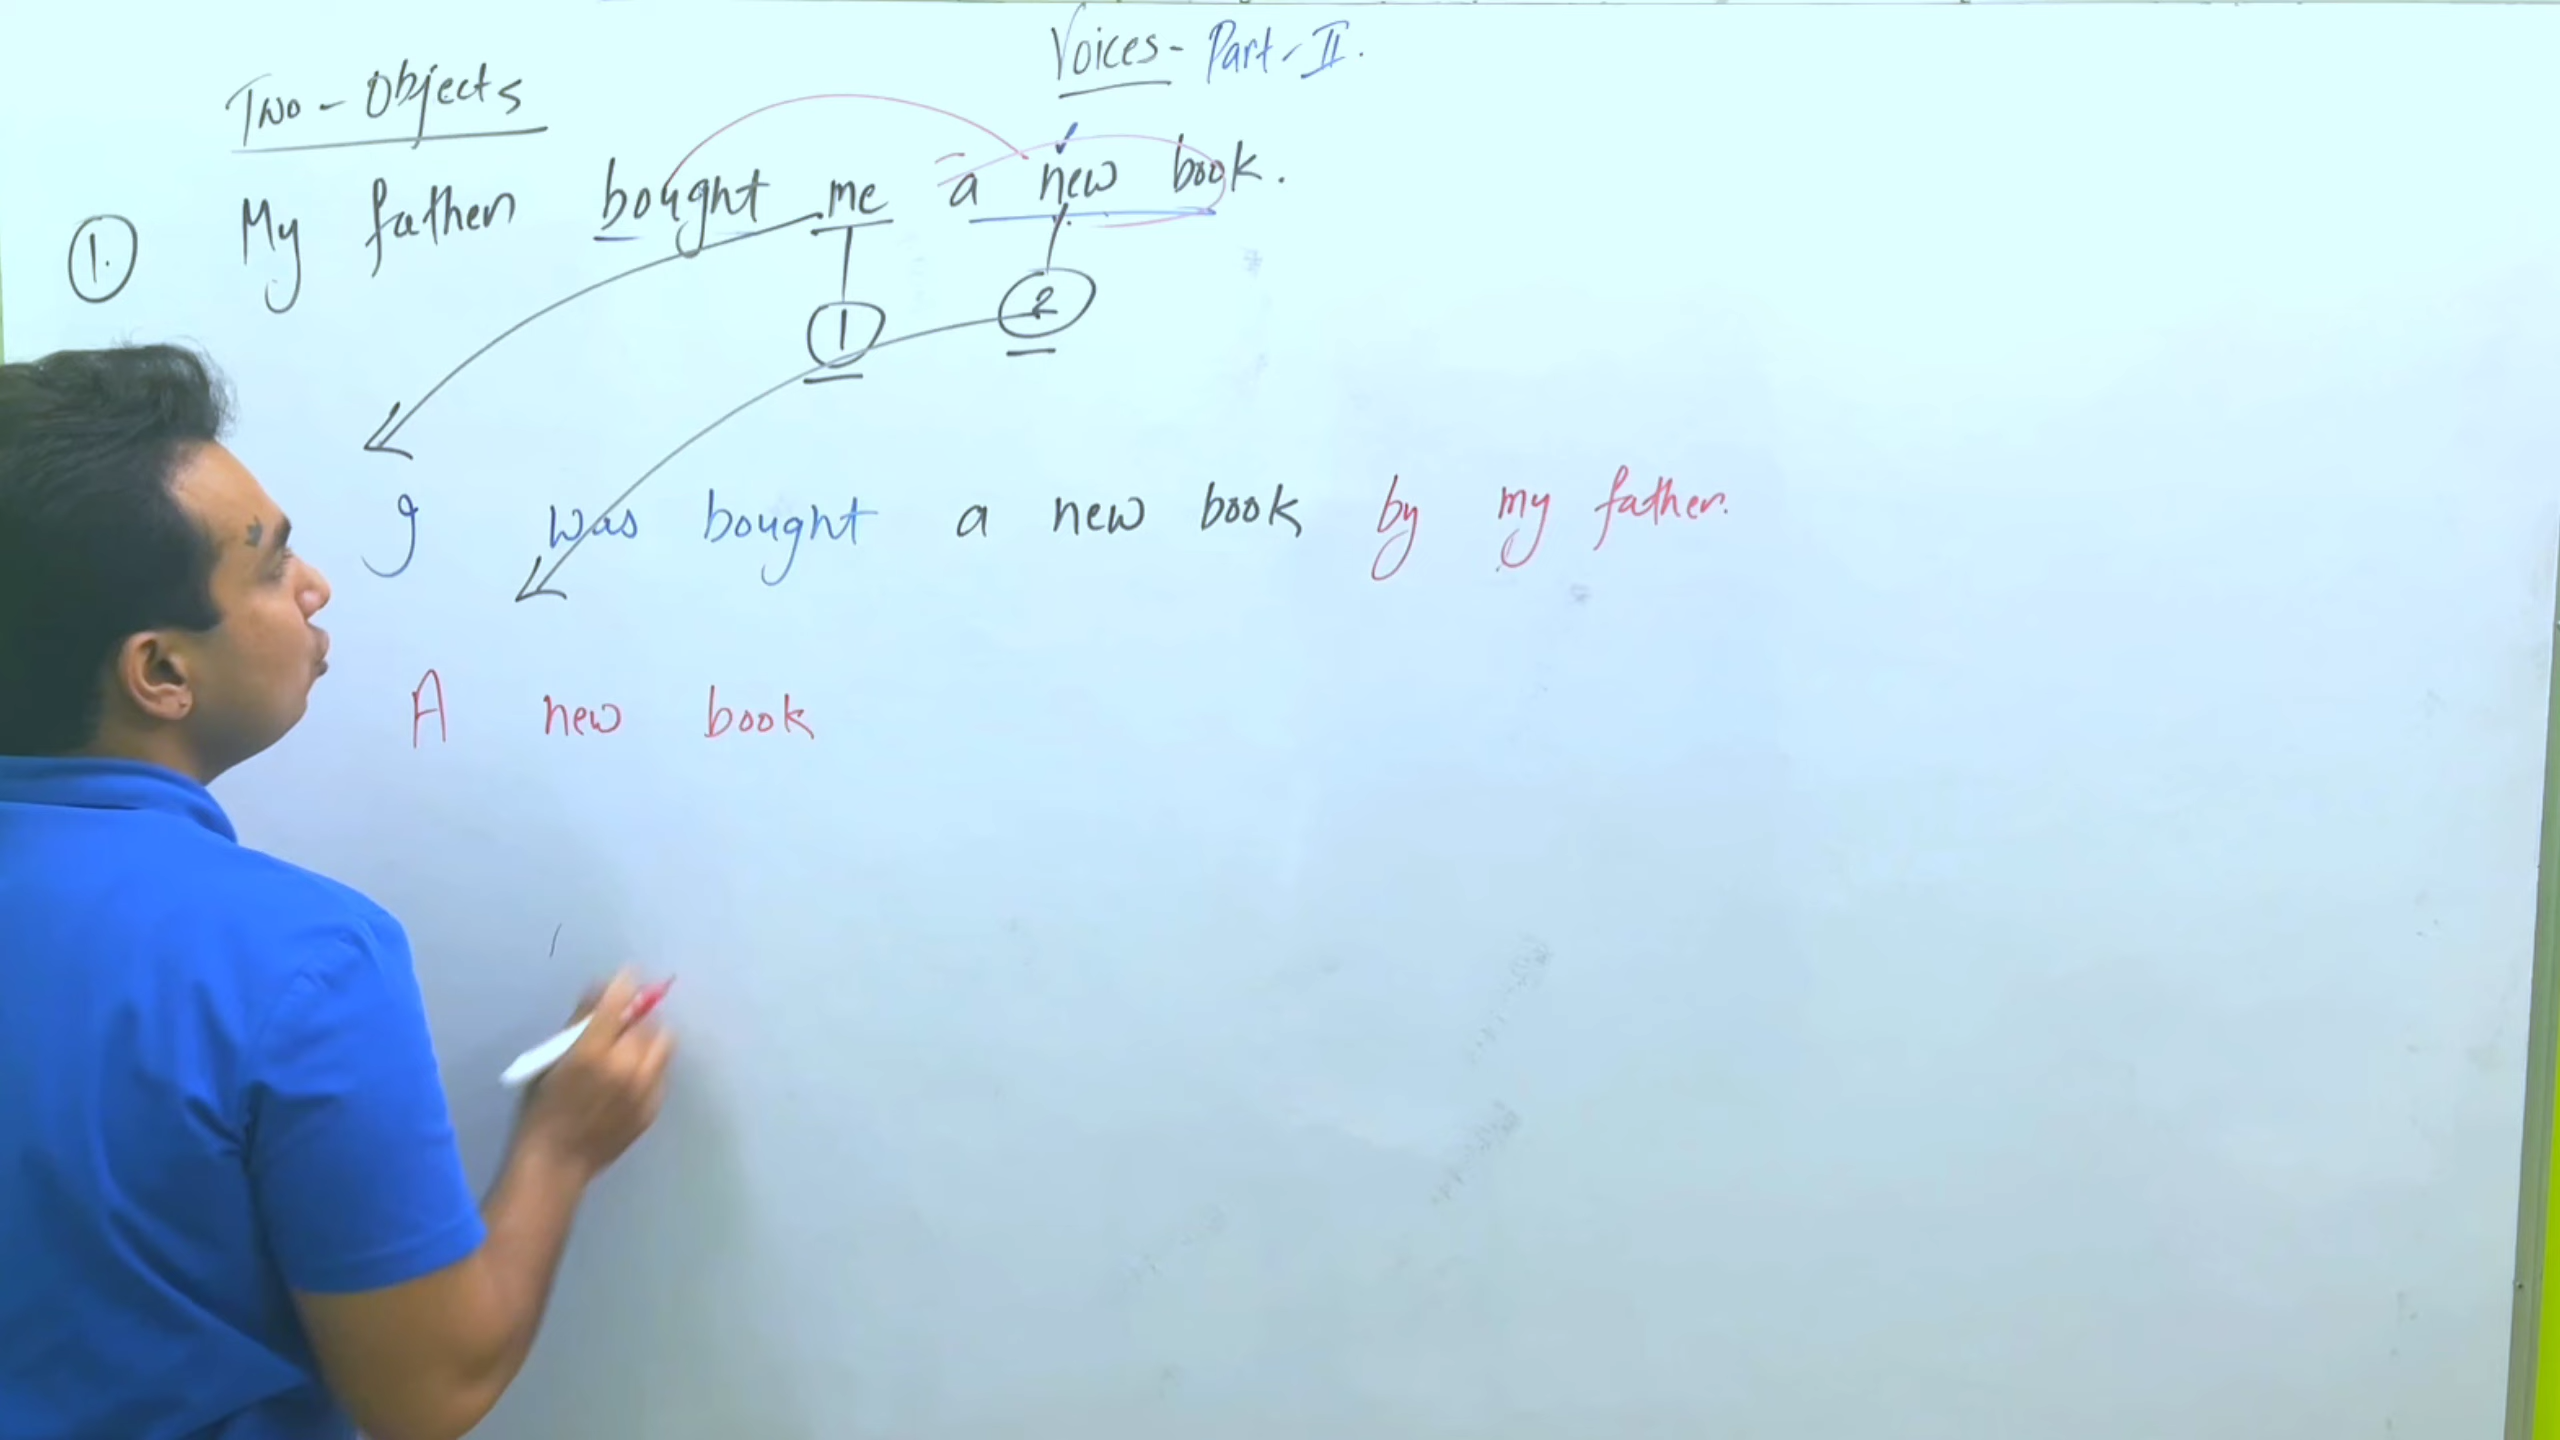 Voices - Part - II.
Two - Objects
1. My father bought me a new book.
1 2
I was bought a new book by my father.
A new book